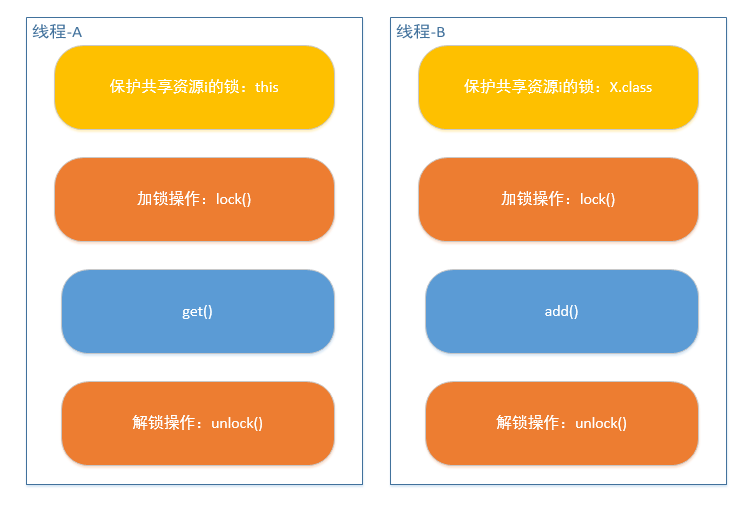 线程-A
保护共享资源i的锁：this
加锁操作：lock()
get()
解锁操作：unlock()
线程-B
保护共享资源i的锁：X.class
加锁操作：lock()
add()
解锁操作：unlock()